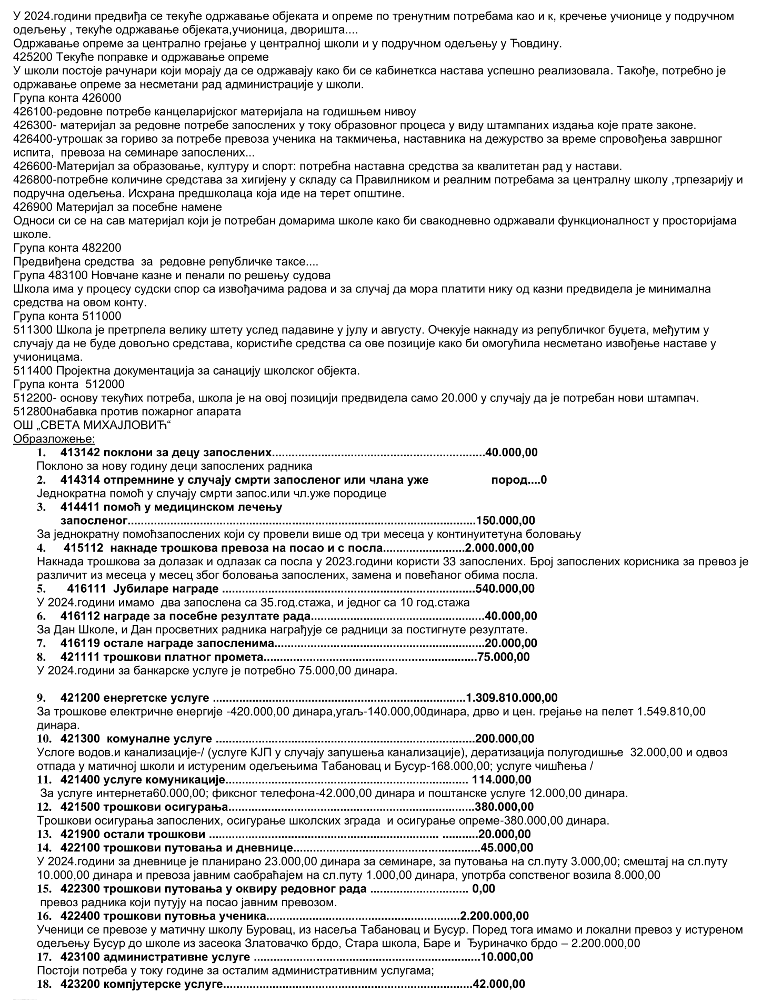 У 2024.години предвиђа се текуће одржавање објеката и опреме по тренутним потребама као и к, кречење учионице у подручном
одељењу , текуће одржавање објеката,учионица, дворишта....
Одржавање опреме за централно грејање у централној школи и у подручном одељењу у Ћовдину.
425200 Текуће поправке и одржавање опреме
У школи постоје рачунари који морају да се одржавају како би се кабинеткса настава успешно реализовала. Такође, потребно је
одржавање опреме за несметани рад администрације у школи.
Група конта 426000
426100-редовне потребе канцеларијског материјала на годишњем нивоу
426300- материјал за редовне потребе запослених у току образовног процеса у виду штампаних издања које прате законе.
426400-утрошак за гориво за потребе превоза ученика на такмичења, наставника на дежурство за време спровођења завршног
испита,  превоза на семинаре запослених...
426600-Материјал за образовање, културу и спорт: потребна наставна средства за квалитетан рад у настави.
426800-потребне количине средстава за хигијену у складу са Правилником и реалним потребама за централну школу ,трпезарију и
подручна одељења. Исхрана предшколаца која иде на терет општине.
426900 Материјал за посебне намене
Односи си се на сав материјал који је потребан домарима школе како би свакодневно одржавали функционалност у просторијама
школе.
Група конта 482200
Предвиђена средства  за  редовне републичке таксе....
Група 483100 Новчане казне и пенали по решењу судова
Школа има у процесу судски спор са извођачима радова и за случај да мора платити нику од казни предвидела је минимална
средства на овом конту.
Група конта 511000
511300 Школа је претрпела велику штету услед падавине у јулу и августу. Очекује накнаду из републичког буџета, међутим у
случају да не буде довољно средстава, користиће средства са ове позиције како би омогућила несметано извођење наставе у
учионицама.
511400 Пројектна документација за санацију школског објекта.
Група конта  512000
512200- основу текућих потреба, школа је на овој позицији предвидела само 20.000 у случају да је потребан нови штампач.
512800набавка против пожарног апарата
ОШ „СВЕТА МИХАЈЛОВИЋ“
Образложење:
1. 413142 поклони за децу запослених..................................................................40.000,00
Поклоно за нову годину деци запослених радника
2. 414314 отпремнине у случају смрти запосленог или члана уже пород....0
Једнократна помоћ у случају смрти запос.или чл.уже породице
3. 414411 помоћ у медицинском лечењу
запосленог...........................................................................................................150.000,00
За једнократну помоћзапослених који су провели више од три месеца у континуитетуна боловању
4. 415112  накнаде трошкова превоза на посао и с посла.........................2.000.000,00
Накнада трошкова за долазак и одлазак са посла у 2023.години користи 33 запослених. Број запослених корисника за превоз је
различит из месеца у месец због боловања запослених, замена и повећаног обима посла.
5. 416111  Јубиларе награде ..............................................................................540.000,00
У 2024.години имамо  два запослена са 35.год.стажа, и једног са 10 год.стажа
6. 416112 награде за посебне резултате рада.....................................................40.000,00
За Дан Школе, и Дан просветних радника награђује се радници за постигнуте резултате.
7. 416119 остале награде запосленима.................................................................20.000,00
8. 421111 трошкови платног промета..................................................................75.000,00
У 2024.години за банкарске услуге је потребно 75.000,00 динара.
9. 421200 енергетске услуге ..............................................................................1.309.810.000,00
За трошкове електричне енергије -420.000,00 динара,угаљ-140.000,00динара, дрво и цен. грејање на пелет 1.549.810,00
динара.
10. 421300  комуналне услуге ................................................................................200.000,00
Услоге водов.и канализације-/ (услуге КЈП у случају запушења канализације), дератизација полугодишње  32.000,00 и одвоз
отпада у матичној школи и истуреним одељењима Табановац и Бусур-168.000,00; услуге чишћења /
11. 421400 услуге комуникације........................................................................... 114.000,00
За услуге интернета60.000,00; фиксног телефона-42.000,00 динара и поштанске услуге 12.000,00 динара.
12. 421500 трошкови осигурања............................................................................380.000,00
Трошкови осигурања запослених, осигурање школских зграда  и осигурање опреме-380.000,00 динара.
13. 421900 остали трошкови ....................................................................... ...........20.000,00
14. 422100 трошкови путовања и дневнице..........................................................45.000,00
У 2024.години за дневнице је планирано 23.000,00 динара за семинаре, за путовања на сл.путу 3.000,00; смештај на сл.путу
10.000,00 динара и превоза јавним саобраћајем на сл.путу 1.000,00 динара, употрба сопственог возила 8.000,00
15. 422300 трошкови путовања у оквиру редовног рада .............................. 0,00
превоз радника који путују на посао јавним превозом.
16. 422400 трошкови путовња ученика............................................................2.200.000,00
Ученици се превозе у матичну школу Буровац, из насеља Табановац и Бусур. Поред тога имамо и локални превоз у истуреном
одељењу Бусур до школе из засеока Златовачко брдо, Стара школа, Баре и  Ђуриначко брдо – 2.200.000,00
17. 423100 административне услуге ......................................................................10.000,00
Постоји потреба у току године за осталим административним услугама;
18. 423200 компјутерске услуге.............................................................................42.000,00